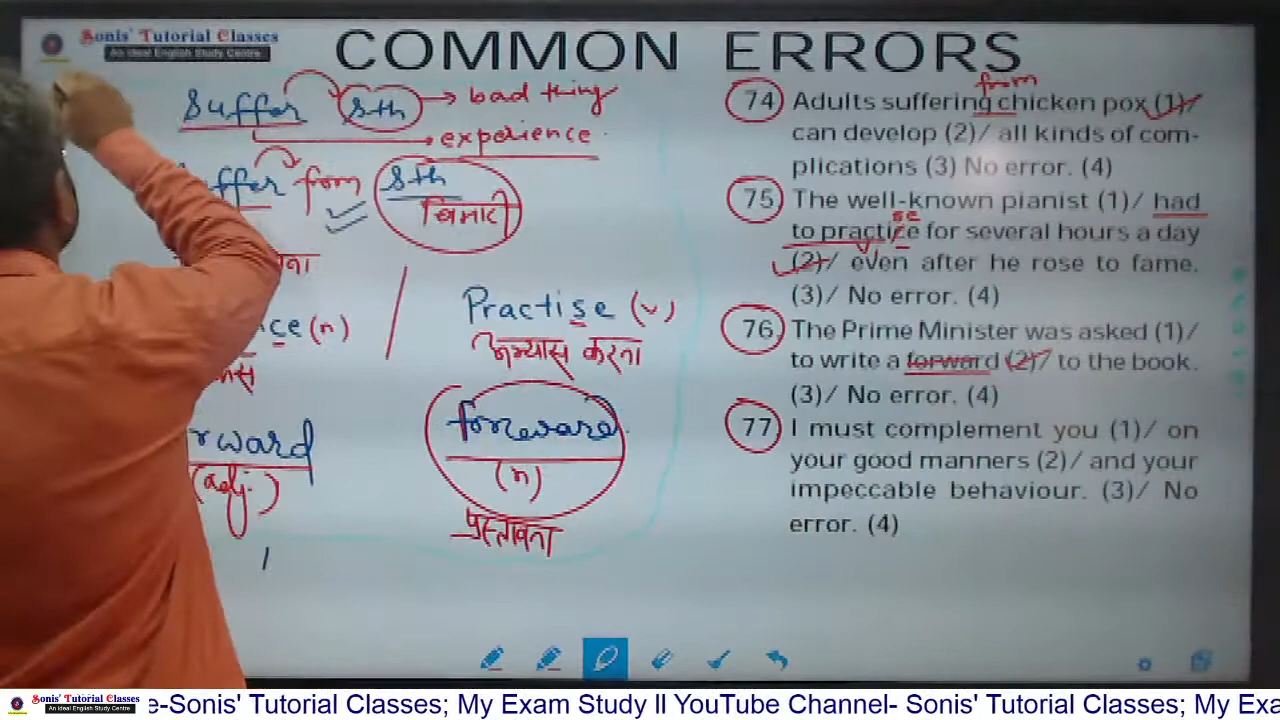 Sonis' Tutorial Classes
An Ideal English Study Centre
COMMON ERRORS
Suffer sth → bad thing
experience
from sth
बिमारी
ce (n)
Practise (v)
अभ्यास करना
rward
(adj.)
foreword
(n)
प्रस्तावना
from
74 Adults suffering chicken pox (1)/
can develop (2)/ all kinds of com-
plications (3) No error. (4)
75 The well-known pianist (1)/ had
se
to practice for several hours a day
(2)/ even after he rose to fame.
(3)/ No error. (4)
76 The Prime Minister was asked (1)/
to write a forward (2)/ to the book.
(3)/ No error. (4)
77 I must complement you (1)/ on
your good manners (2)/ and your
impeccable behaviour. (3)/ No
error. (4)
Sonis' Tutorial Classes
An Ideal English Study Centre
e-Sonis' Tutorial Classes; My Exam Study ll YouTube Channel- Sonis' Tutorial Classes; My Exa